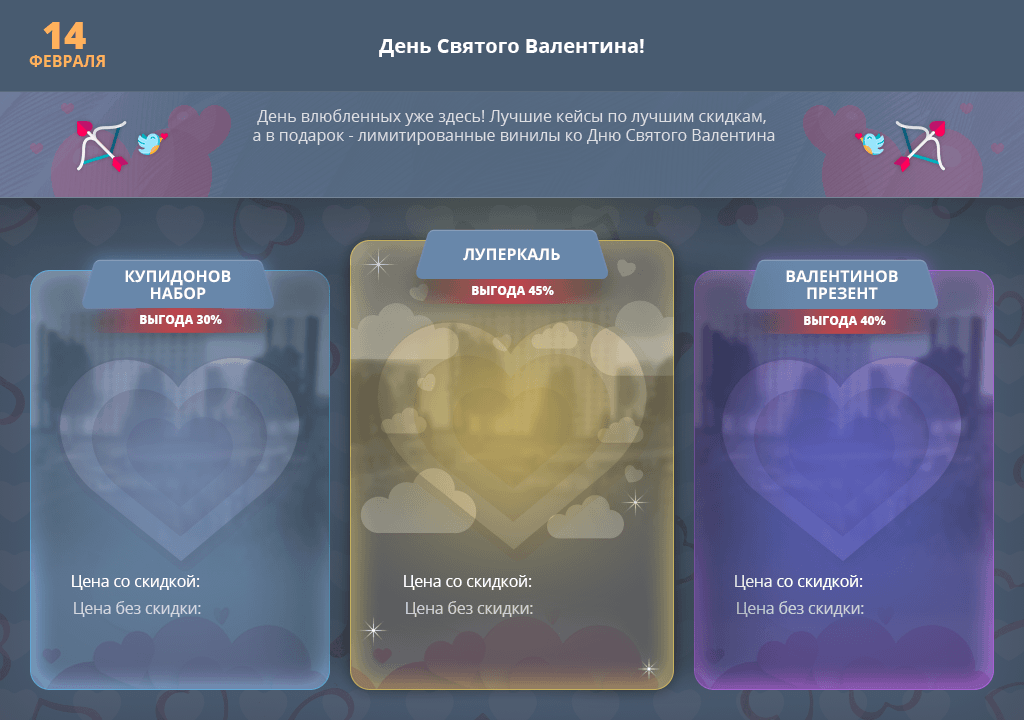 14
ФЕВРАЛЯ
День Святого Валентина!
День влюбленных уже здесь! Лучшие кейсы по лучшим скидкам,
а в подарок - лимитированные винилы ко Дню Святого Валентина
КУПИДОНОВ
НАБОР
ВЫГОДА 30%
Цена со скидкой:
Цена без скидки:
ЛУПЕРКАЛЬ
ВЫГОДА 45%
Цена со скидкой:
Цена без скидки:
ВАЛЕНТИНОВ
ПРЕЗЕНТ
ВЫГОДА 40%
Цена со скидкой:
Цена без скидки: